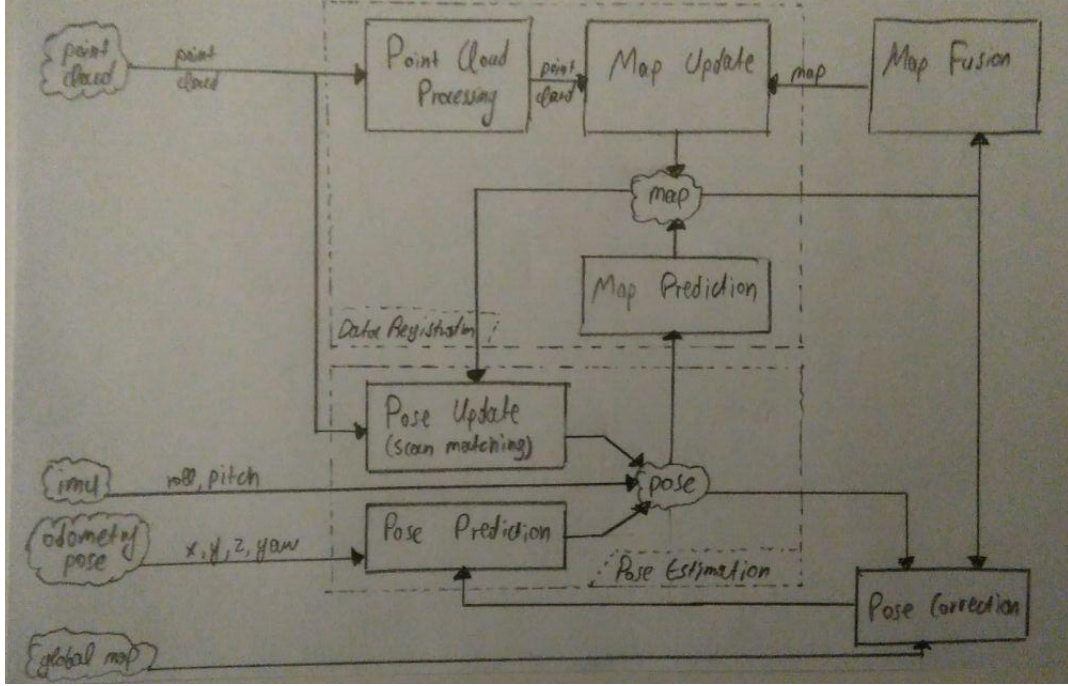 point
cloud
point
cloud
Point Cloud
Processing
point
cloud
Map Update
map
Map Fusion
map
Map Prediction
Data Registration
Pose Update
(scan matching)
imu
roll, pitch
pose
odometry
pose
x, y, z, yaw
Pose Prediction
Pose Estimation
Pose Correction
global map